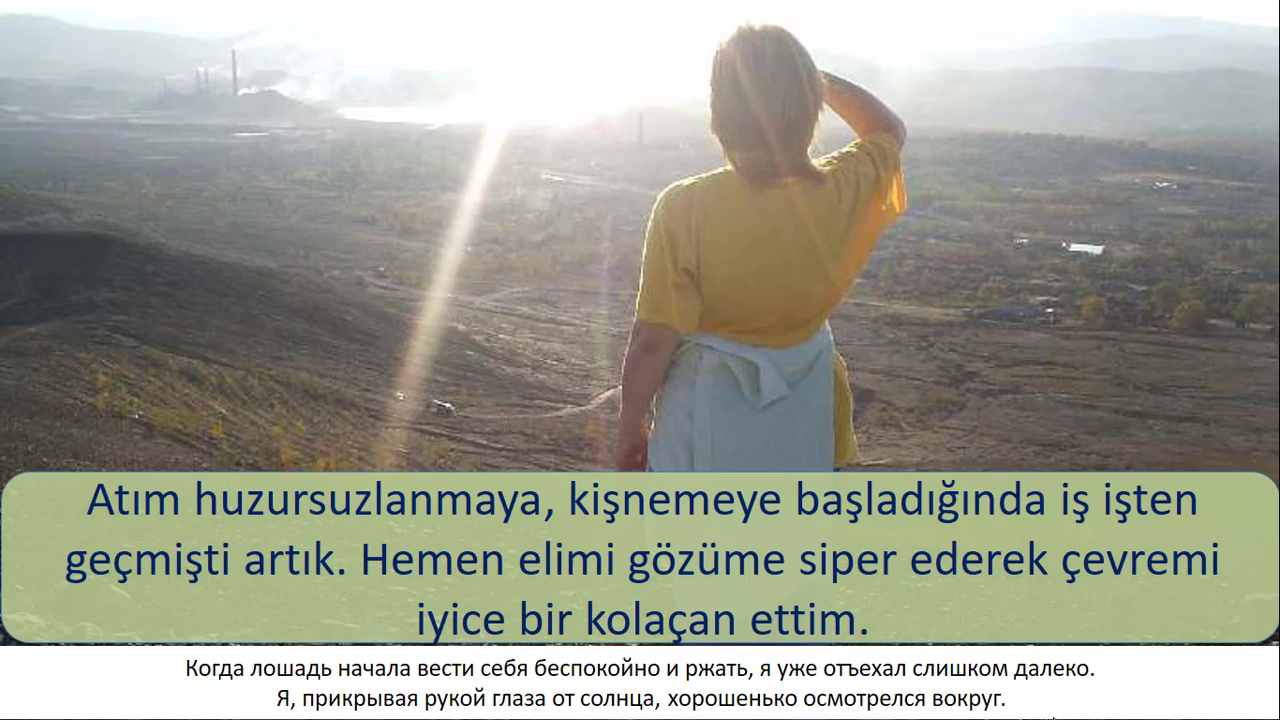 Atım huzursuzlanmaya, kişnemeye başladığında iş işten
geçmişti artık. Hemen elimi gözüme siper ederek çevremi
iyice bir kolaçan ettim.
Когда лошадь начала вести себя беспокойно и ржать, я уже отъехал слишком далеко.
Я, прикрывая рукой глаза от солнца, хорошенько осмотрелся вокруг.